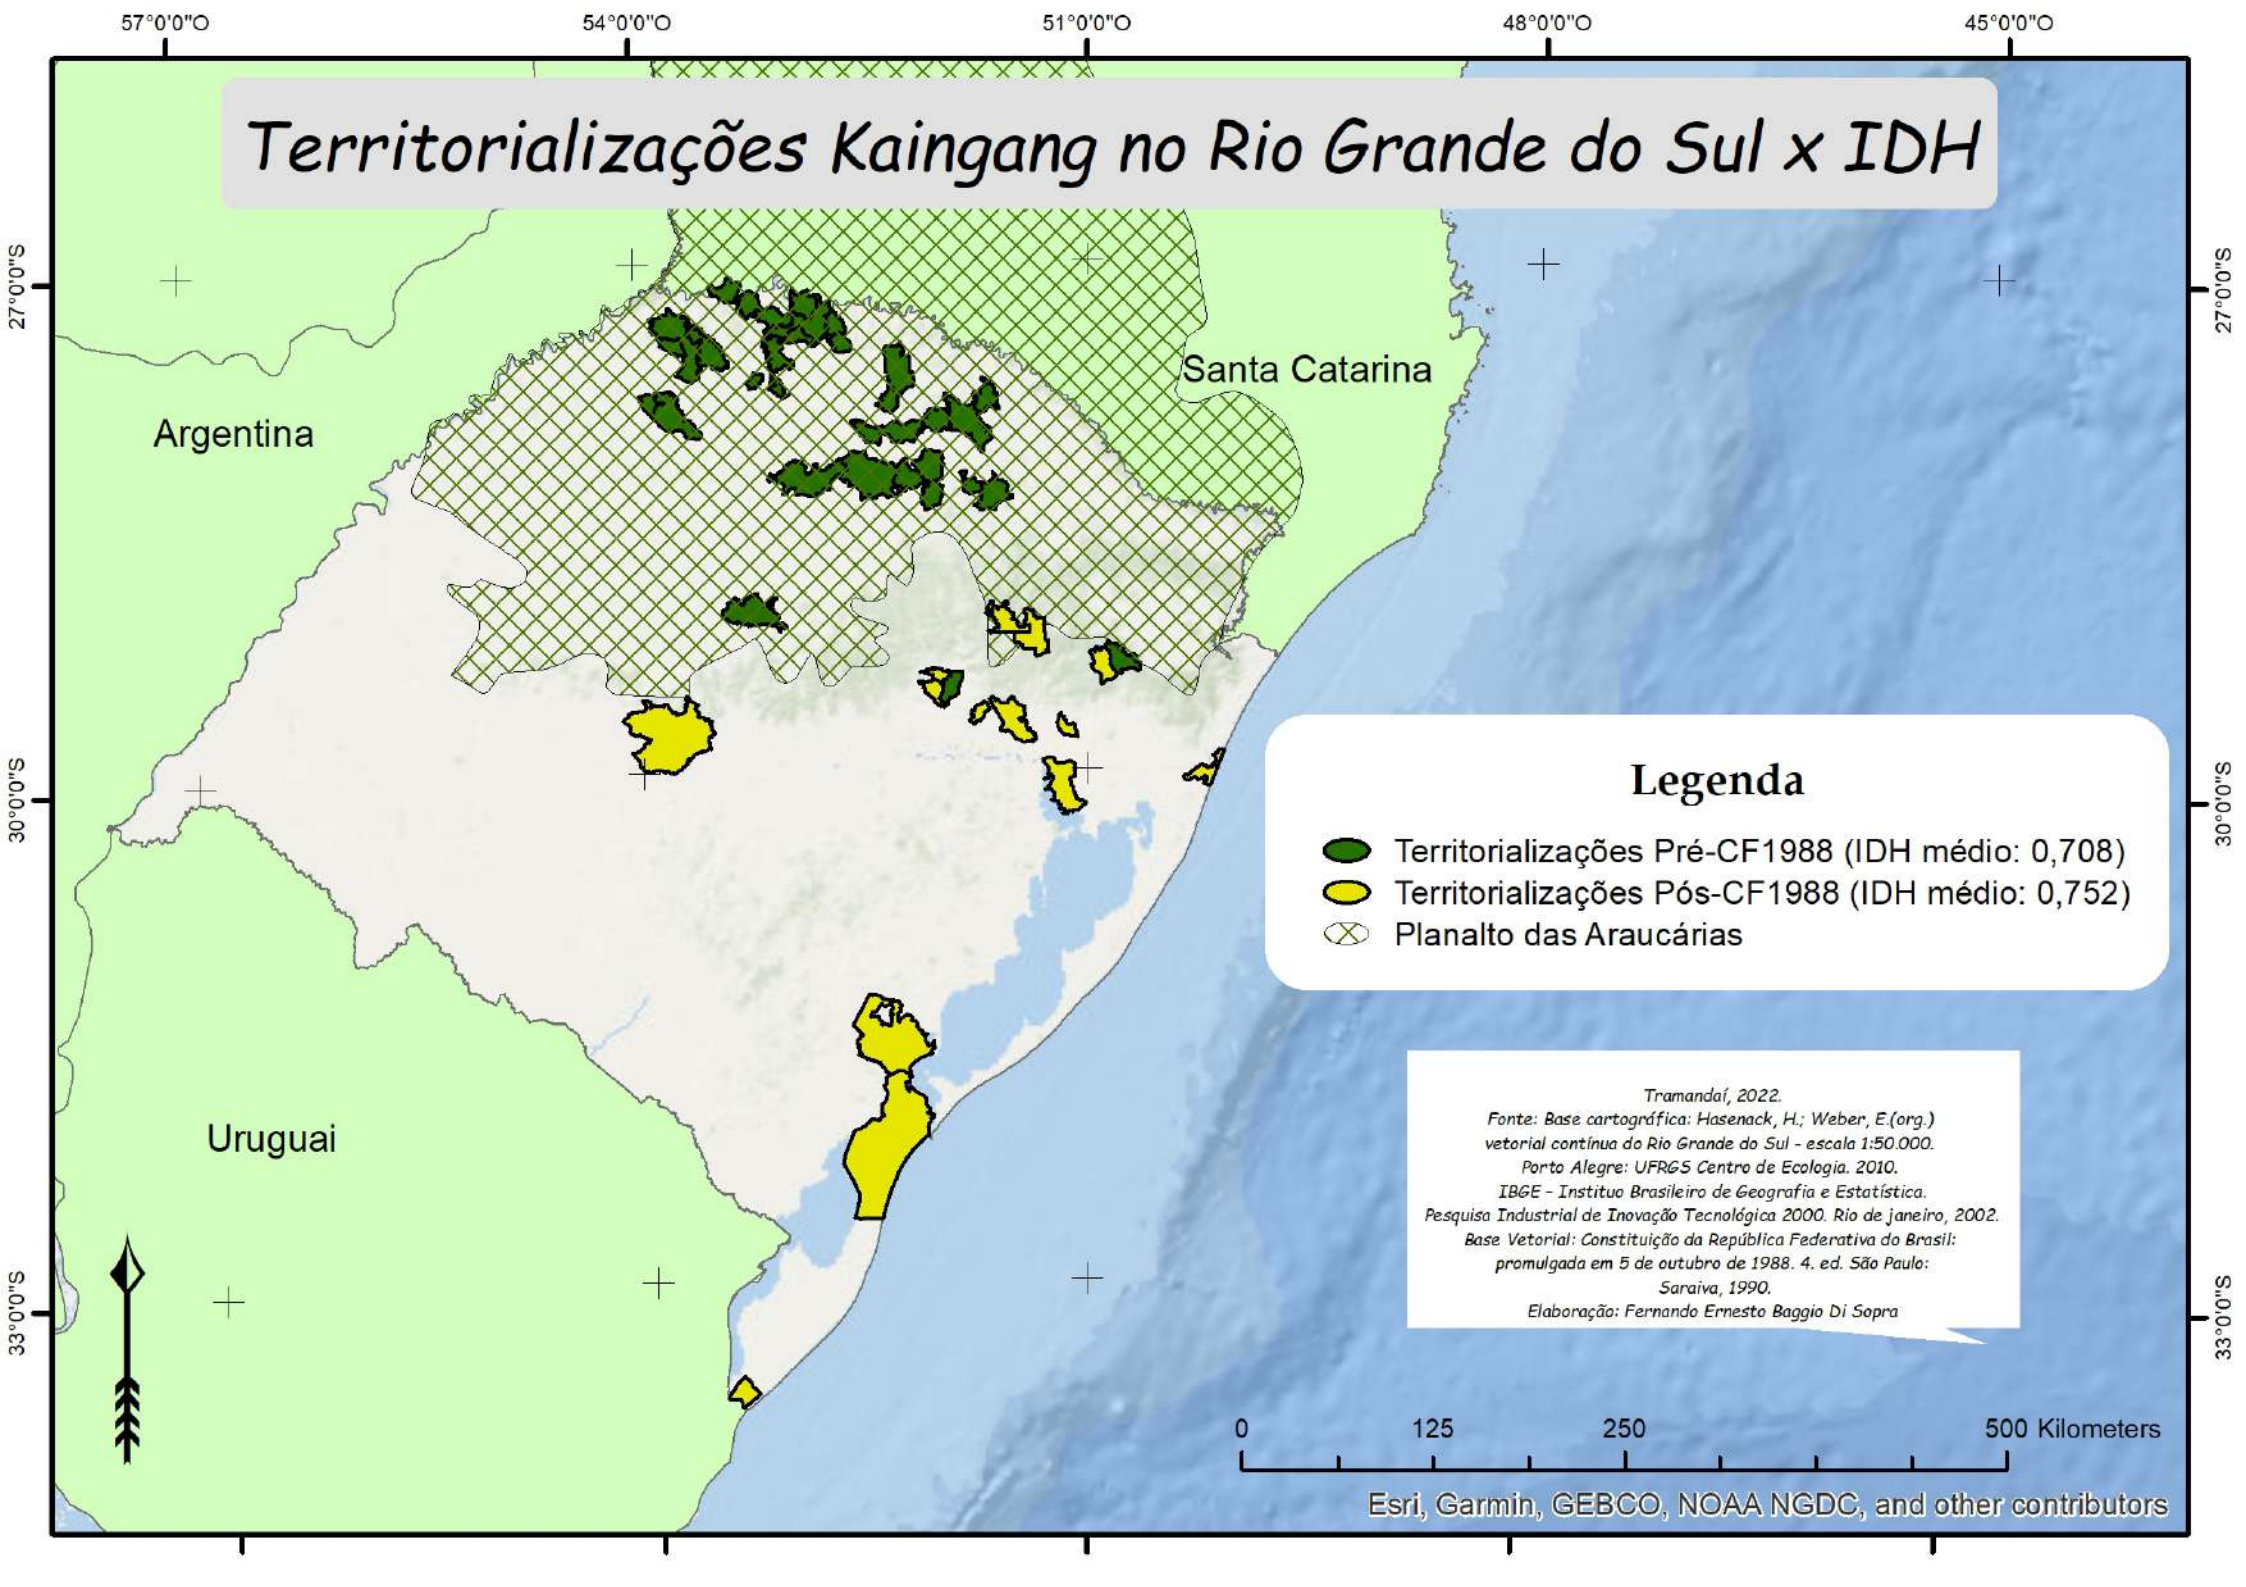 57°0'0"O 54°0'0"O 51°0'0"O 48°0'0"O 45°0'0"O
Territorializações Kaingang no Rio Grande do Sul x IDH
27°0'0"S
27°0'0"S
Santa Catarina
Argentina
30°0'0"S
30°0'0"S
Legenda
Territorializações Pré-CF1988 (IDH médio: 0,708)
Territorializações Pós-CF1988 (IDH médio: 0,752)
Planalto das Araucárias
Uruguai
Tramandaí, 2022.
Fonte: Base cartográfica: Hasenack, H.; Weber, E.(org.)
vetorial contínua do Rio Grande do Sul - escala 1:50.000.
Porto Alegre: UFRGS Centro de Ecologia. 2010.
IBGE - Instituo Brasileiro de Geografia e Estatística.
Pesquisa Industrial de Inovação Tecnológica 2000. Rio de janeiro, 2002.
Base Vetorial: Constituição da República Federativa do Brasil:
promulgada em 5 de outubro de 1988. 4. ed. São Paulo:
Saraiva, 1990.
Elaboração: Fernando Ernesto Baggio Di Sopra
33°0'0"S
33°0'0"S
0 125 250 500 Kilometers
Esri, Garmin, GEBCO, NOAA NGDC, and other contributors